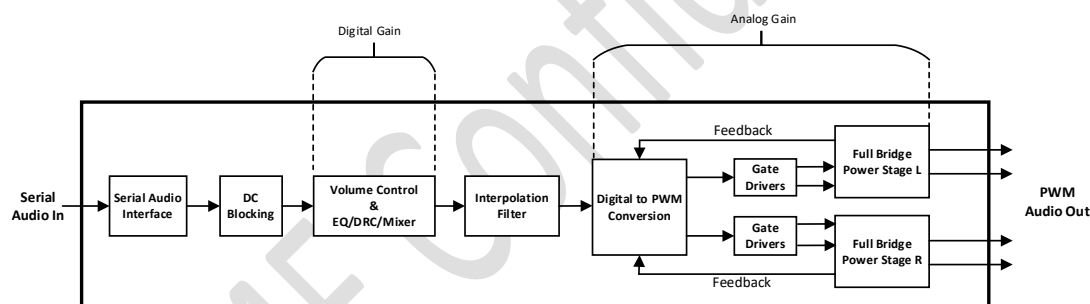 Analog Gain
Digital Gain
Feedback
Serial
Audio In
Serial Audio
Interface
DC
Blocking
Volume Control
&
EQ/DRC/Mixer
Interpolation
Filter
Digital to PWM
Conversion
Gate
Drivers
Full Bridge
Power Stage L
Gate
Drivers
Full Bridge
Power Stage R
PWM
Audio Out
Feedback